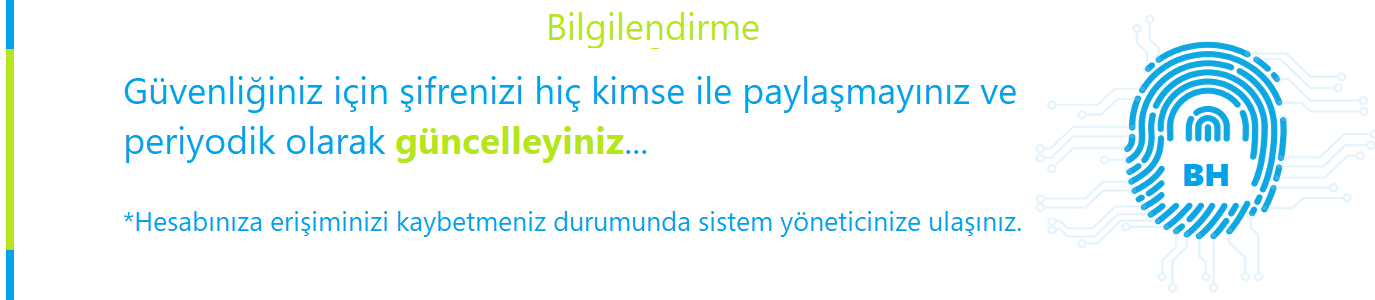 Bilgilendirme
Güvenliğiniz için şifrenizi hiç kimse ile paylaşmayınız ve
periyodik olarak güncelleyiniz...
*Hesabınıza erişiminizi kaybetmeniz durumunda sistem yöneticinize ulaşınız.
BH